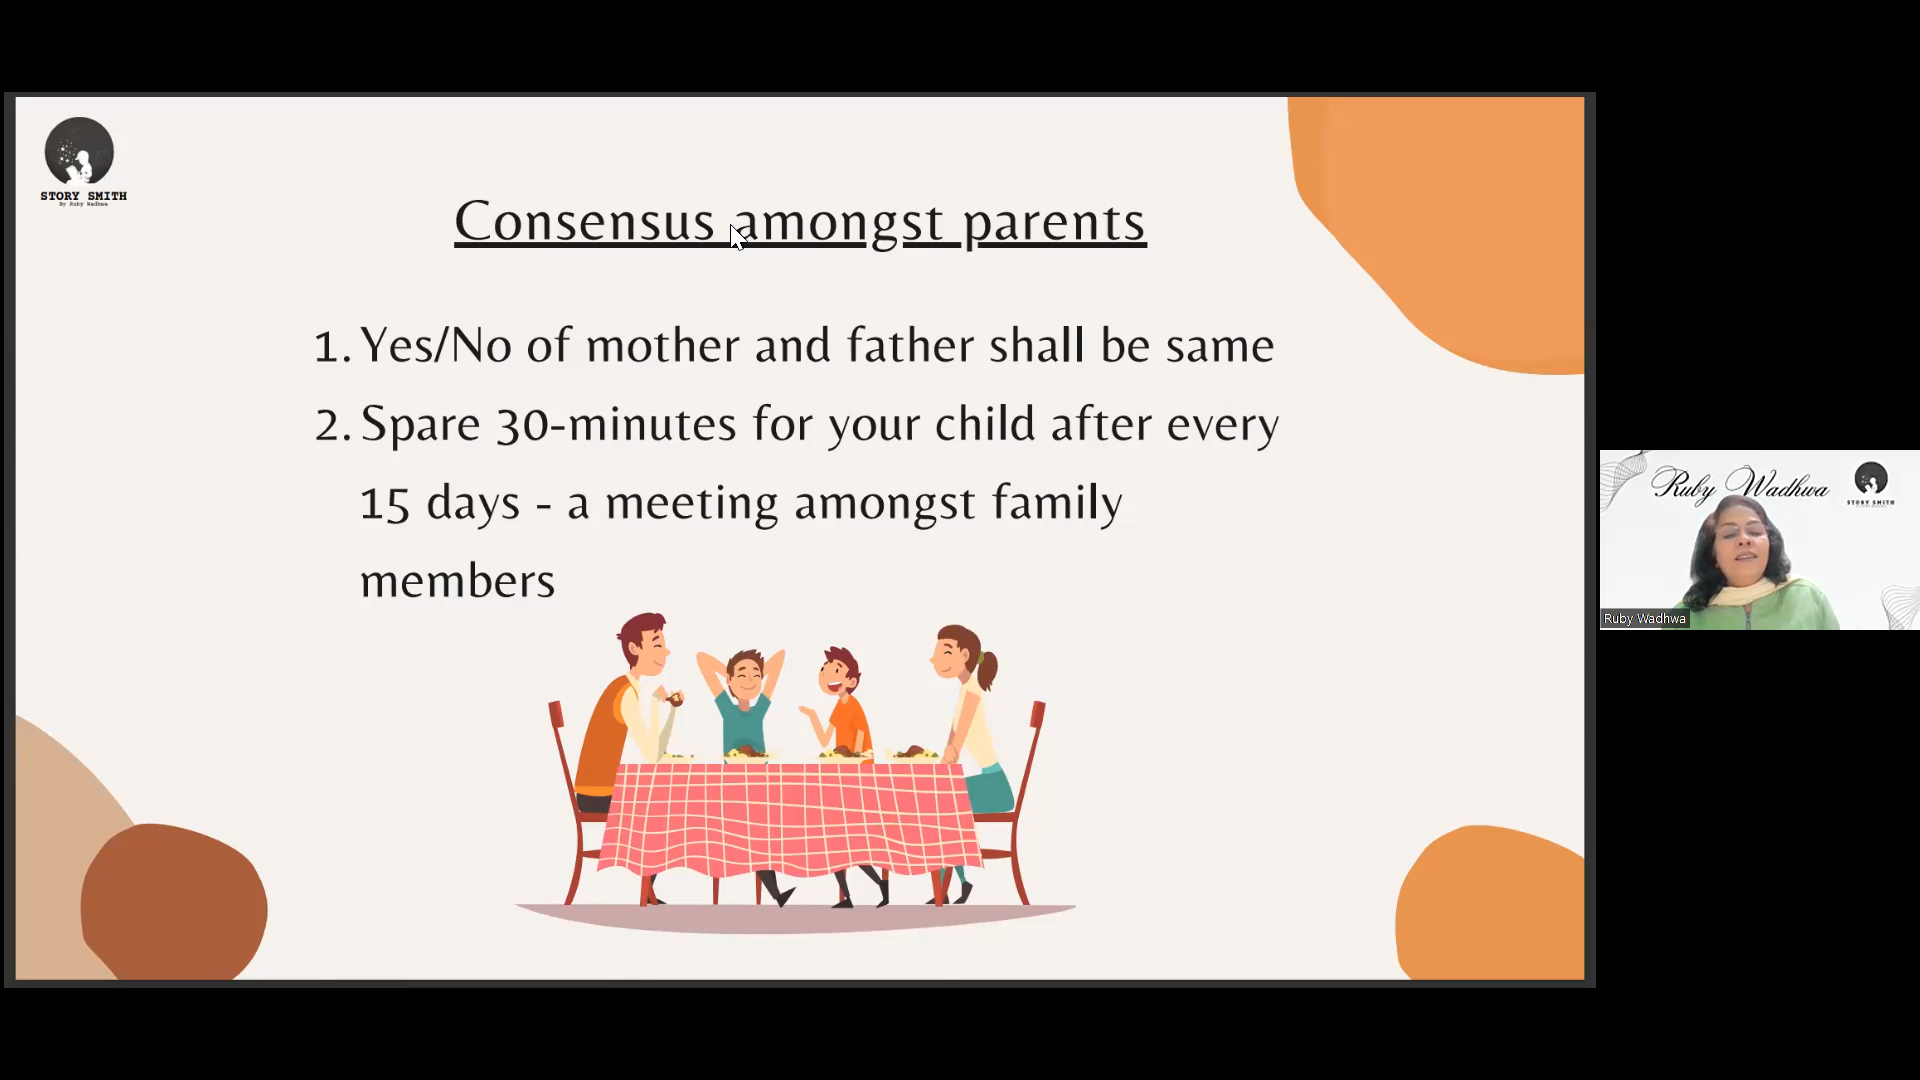 STORY SMITH
By Ruby Wadhwa
Consensus amongst parents
1. Yes/No of mother and father shall be same
2. Spare 30-minutes for your child after every
15 days - a meeting amongst family
members
Ruby Wadhwa
STORY SMITH
Ruby Wadhwa